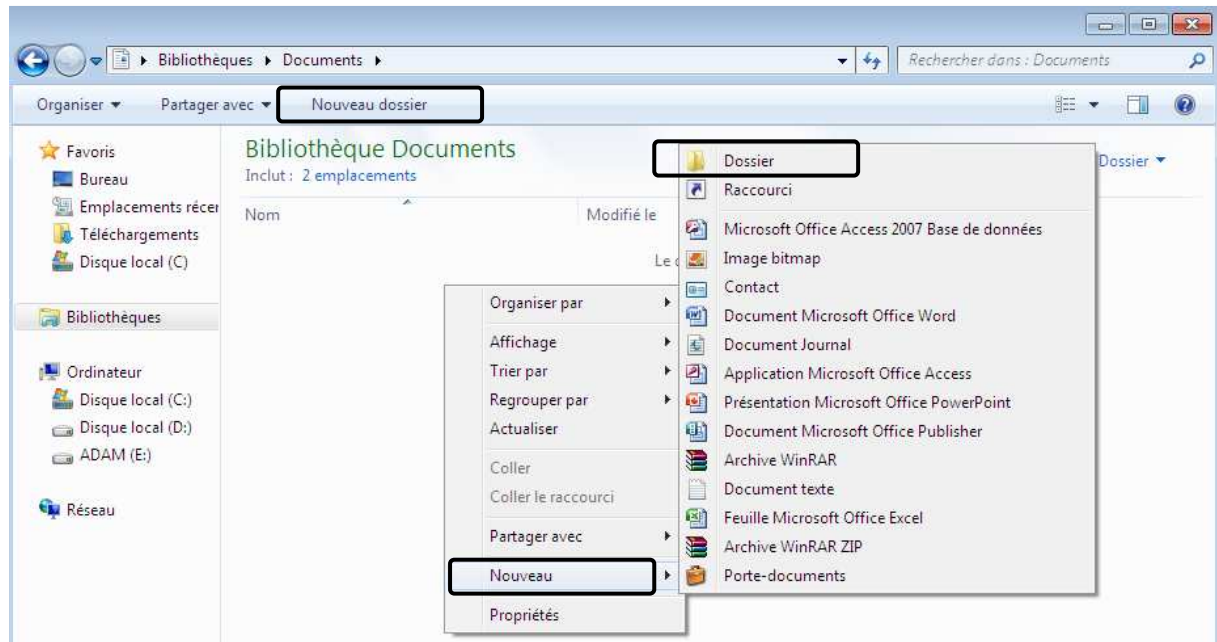 Bibliothèques Documents
Rechercher dans : Documents
Organiser
Partager avec
Nouveau dossier
Favoris
Bureau
Emplacements récer
Téléchargements
Disque local (C)
Bibliothèques
Ordinateur
Disque local (C:)
Disque local (D:)
ADAM (E:)
Réseau
Bibliothèque Documents
Inclut : 2 emplacements
Dossier
Nom
Modifié le
Le
Organiser par
Affichage
Trier par
Regrouper par
Actualiser
Coller
Coller le raccourci
Partager avec
Nouveau
Propriétés
Dossier
Raccourci
Microsoft Office Access 2007 Base de données
Image bitmap
Contact
Document Microsoft Office Word
Document Journal
Application Microsoft Office Access
Présentation Microsoft Office PowerPoint
Document Microsoft Office Publisher
Archive WinRAR
Document texte
Feuille Microsoft Office Excel
Archive WinRAR ZIP
Porte-documents